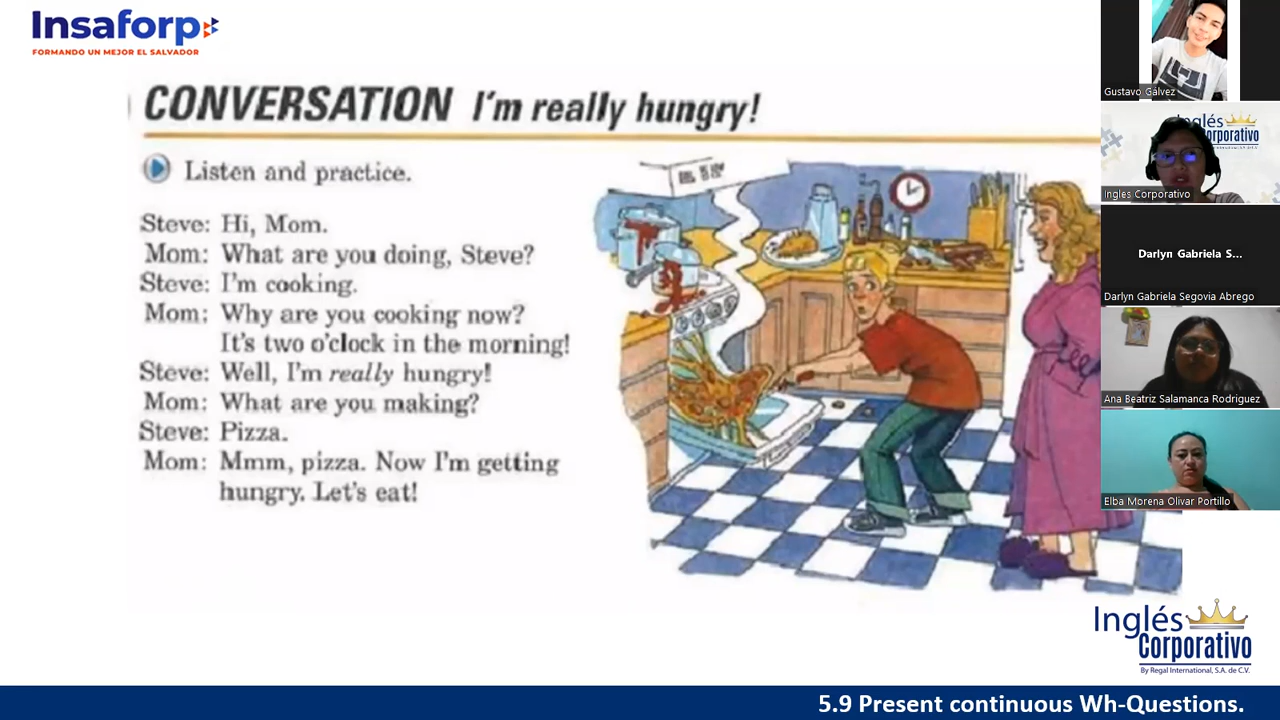 Insaforp
FORMANDO UN MEJOR EL SALVADOR
CONVERSATION I'm really hungry!
Listen and practice.
Steve: Hi, Mom.
Mom: What are you doing, Steve?
Steve: I'm cooking.
Mom: Why are you cooking now?
It's two o'clock in the morning!
Steve: Well, I'm really hungry!
Mom: What are you making?
Steve: Pizza.
Mom: Mmm, pizza. Now I'm getting
hungry. Let's eat!
Gustavo Gálvez
Inglés
Corporativo
Ingles Corporativo
Darlyn Gabriela S...
Darlyn Gabriela Segovia Abrego
Ana Beatriz Salamanca Rodriguez
Elba Morena Olivar Portillo
Inglés
Corporativo
By Regal International, S.A. de C.V.
5.9 Present continuous Wh-Questions.